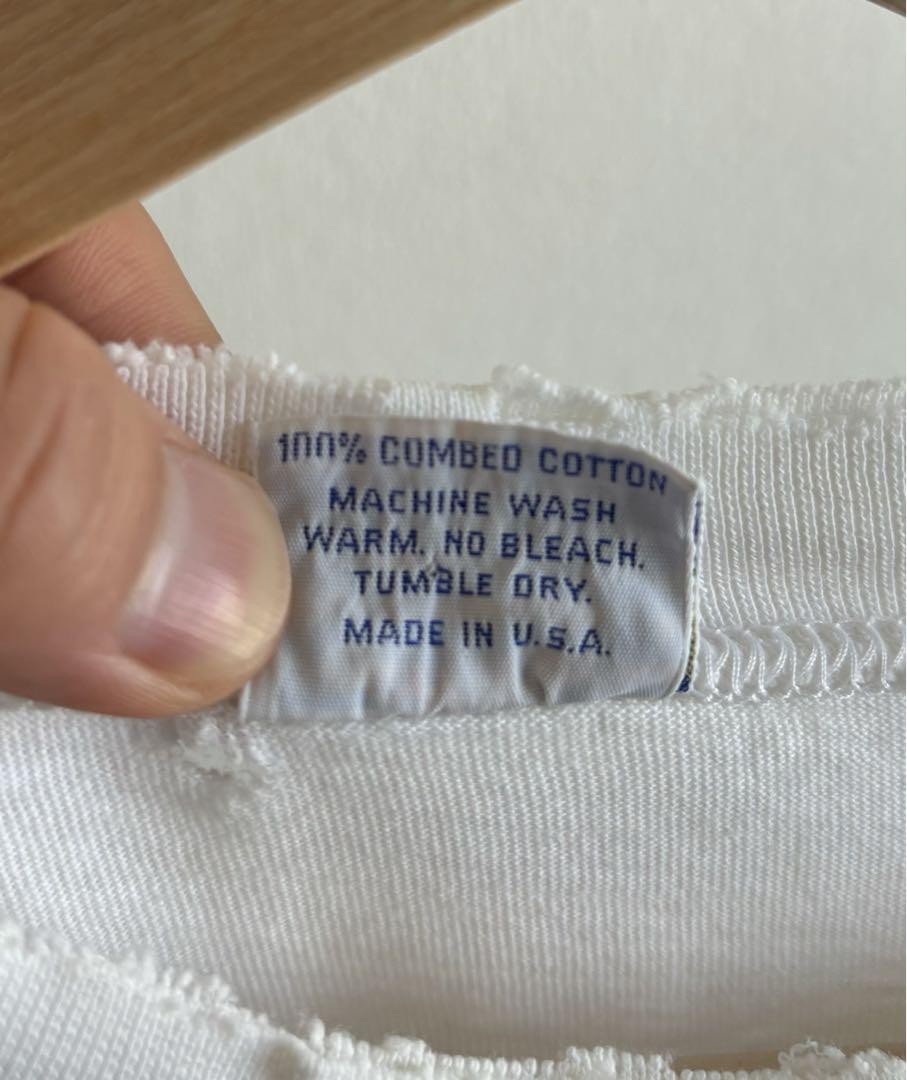 100% COMBED COTTON
MACHINE WASH
WARM. NO BLEACH.
TUMBLE DRY.
MADE IN U.S.A.